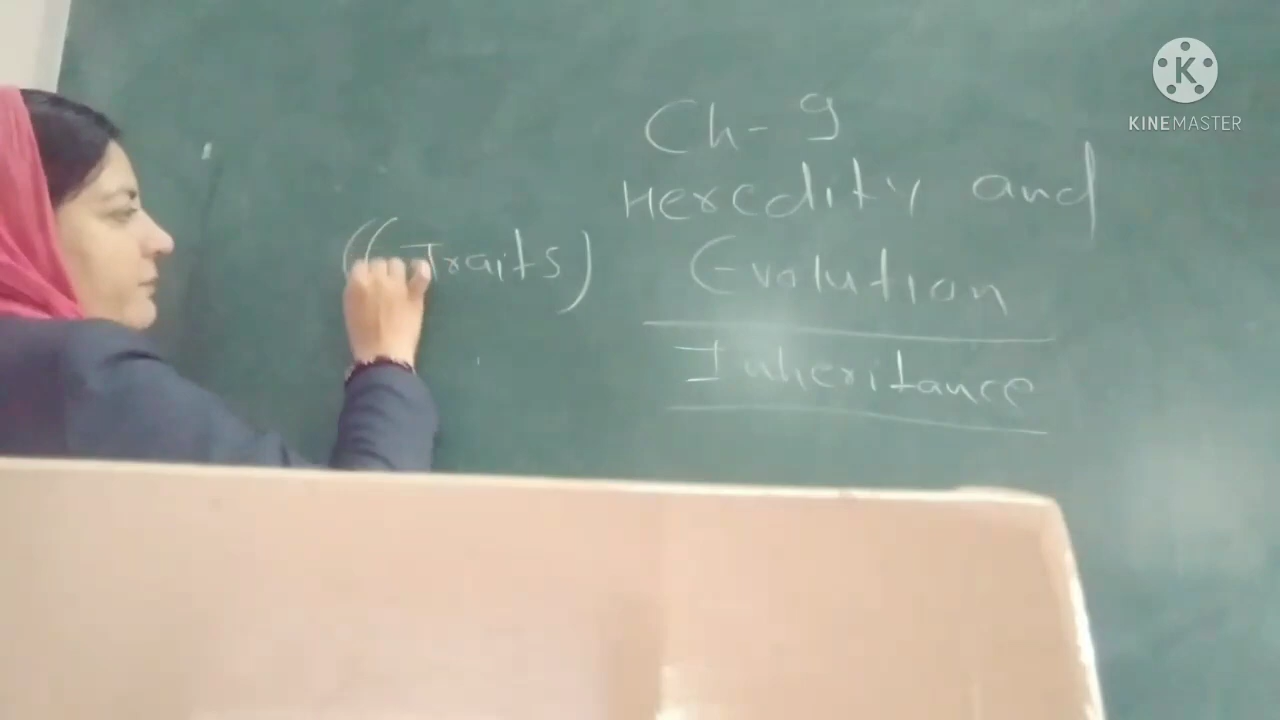 Ch-9
Heredity and
Evolution
Inheritance
((Traits)
KINEMASTER